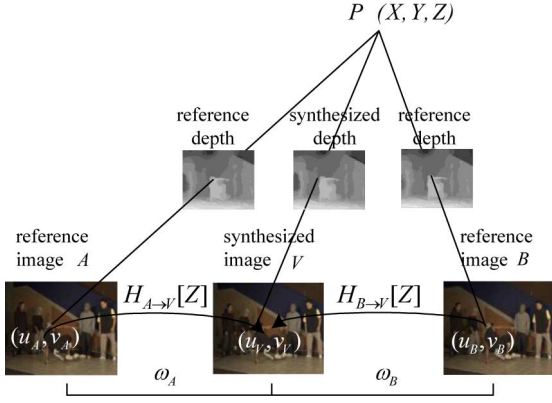 P (X, Y, Z)
reference depth
synthesized depth
reference depth
reference image A
synthesized image V
reference image B
H_{A→V}[Z]
H_{B→V}[Z]
(u_A, v_A)
(u_V, v_V)
(u_B, v_B)
ω_A
ω_B